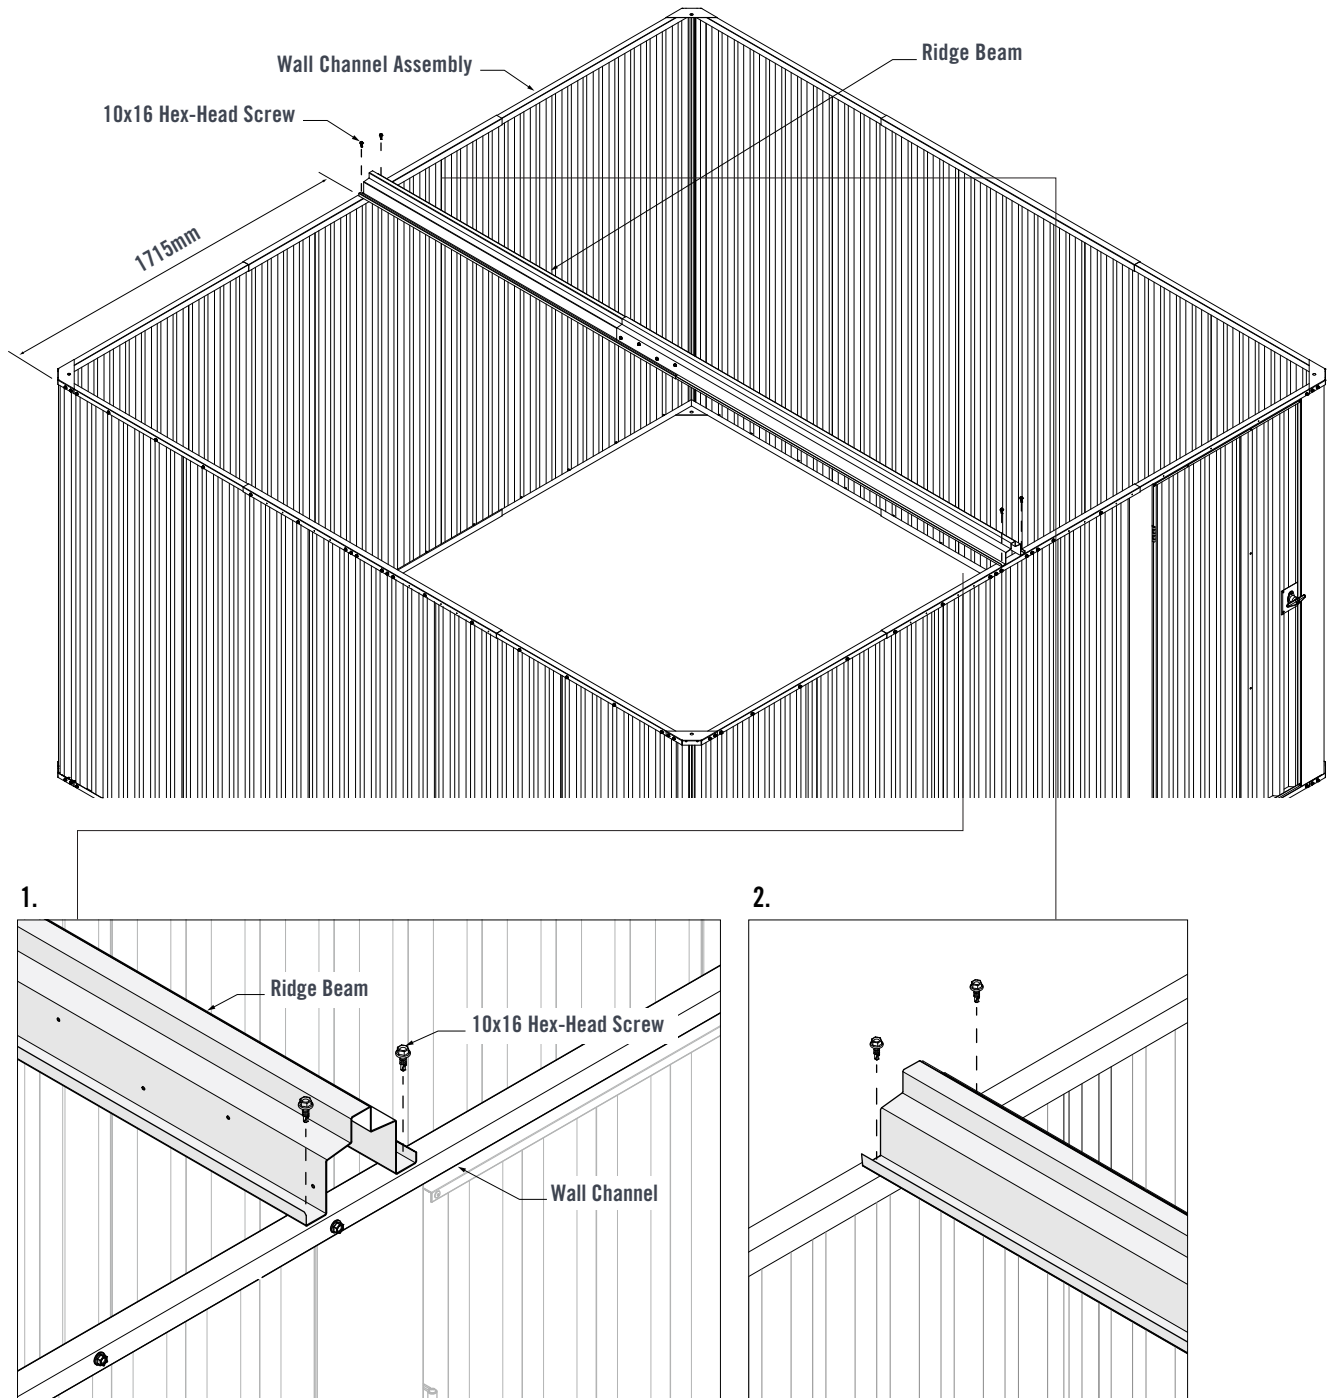 Wall Channel Assembly
Ridge Beam
10x16 Hex-Head Screw
1715mm
1.
2.
Ridge Beam
10x16 Hex-Head Screw
Wall Channel